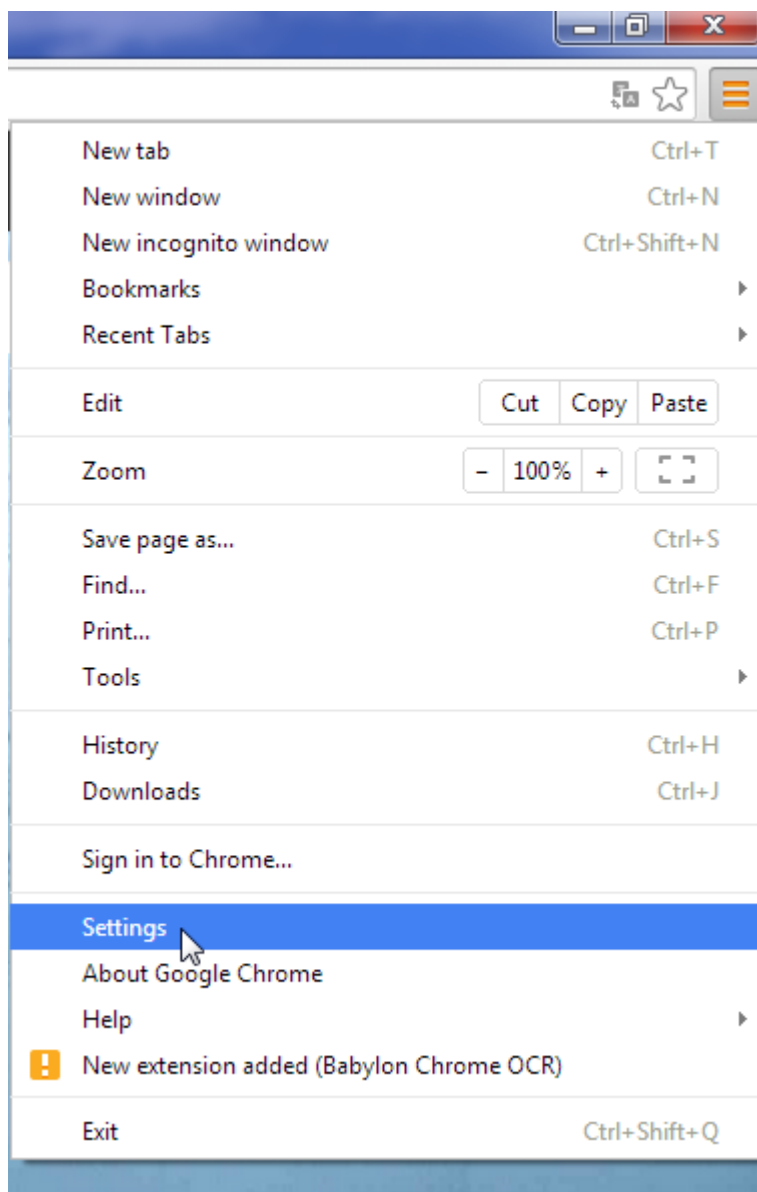 New tab Ctrl+T
New window Ctrl+N
New incognito window Ctrl+Shift+N
Bookmarks
Recent Tabs
Edit Cut Copy Paste
Zoom - 100% +
Save page as... Ctrl+S
Find... Ctrl+F
Print... Ctrl+P
Tools
History Ctrl+H
Downloads Ctrl+J
Sign in to Chrome...
Settings
About Google Chrome
Help
New extension added (Babylon Chrome OCR)
Exit Ctrl+Shift+Q